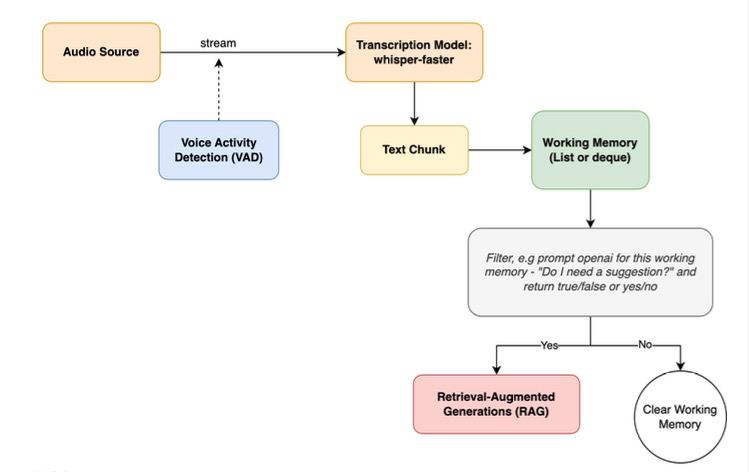 stream
Audio Source
Transcription Model:
whisper-faster
Voice Activity
Detection (VAD)
Text Chunk
Working Memory
(List or deque)
Filter, e.g prompt openai for this working
memory - "Do I need a suggestion?" and
return true/false or yes/no
Yes
No
Retrieval-Augmented
Generations (RAG)
Clear Working
Memory